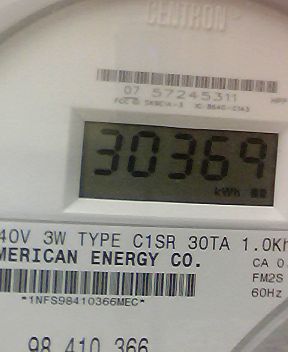 CENTRON
07 57245311
30369
kWh
40V 3W TYPE C1SR 30TA 1.0Kh
MERICAN ENERGY CO.
CA 0.
FM2S
60Hz
*1NFS98410366MEC*
98 410 366